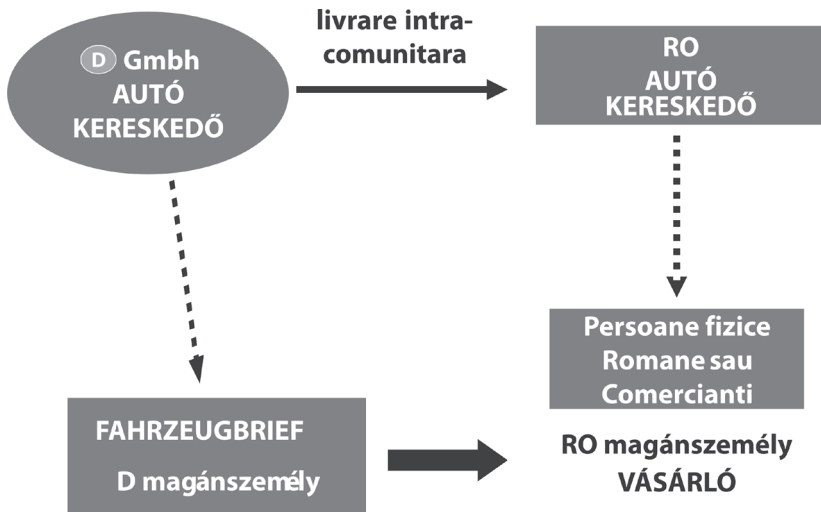 D Gmbh
AUTÓ
KERESKEDŐ
livrare intra-
comunitara
RO
AUTÓ
KERESKEDŐ
Persoane fizice
Romane sau
Comercianti
FAHRZEUGBRIEF
D magánszemély
RO magánszemély
VÁSÁRLÓ